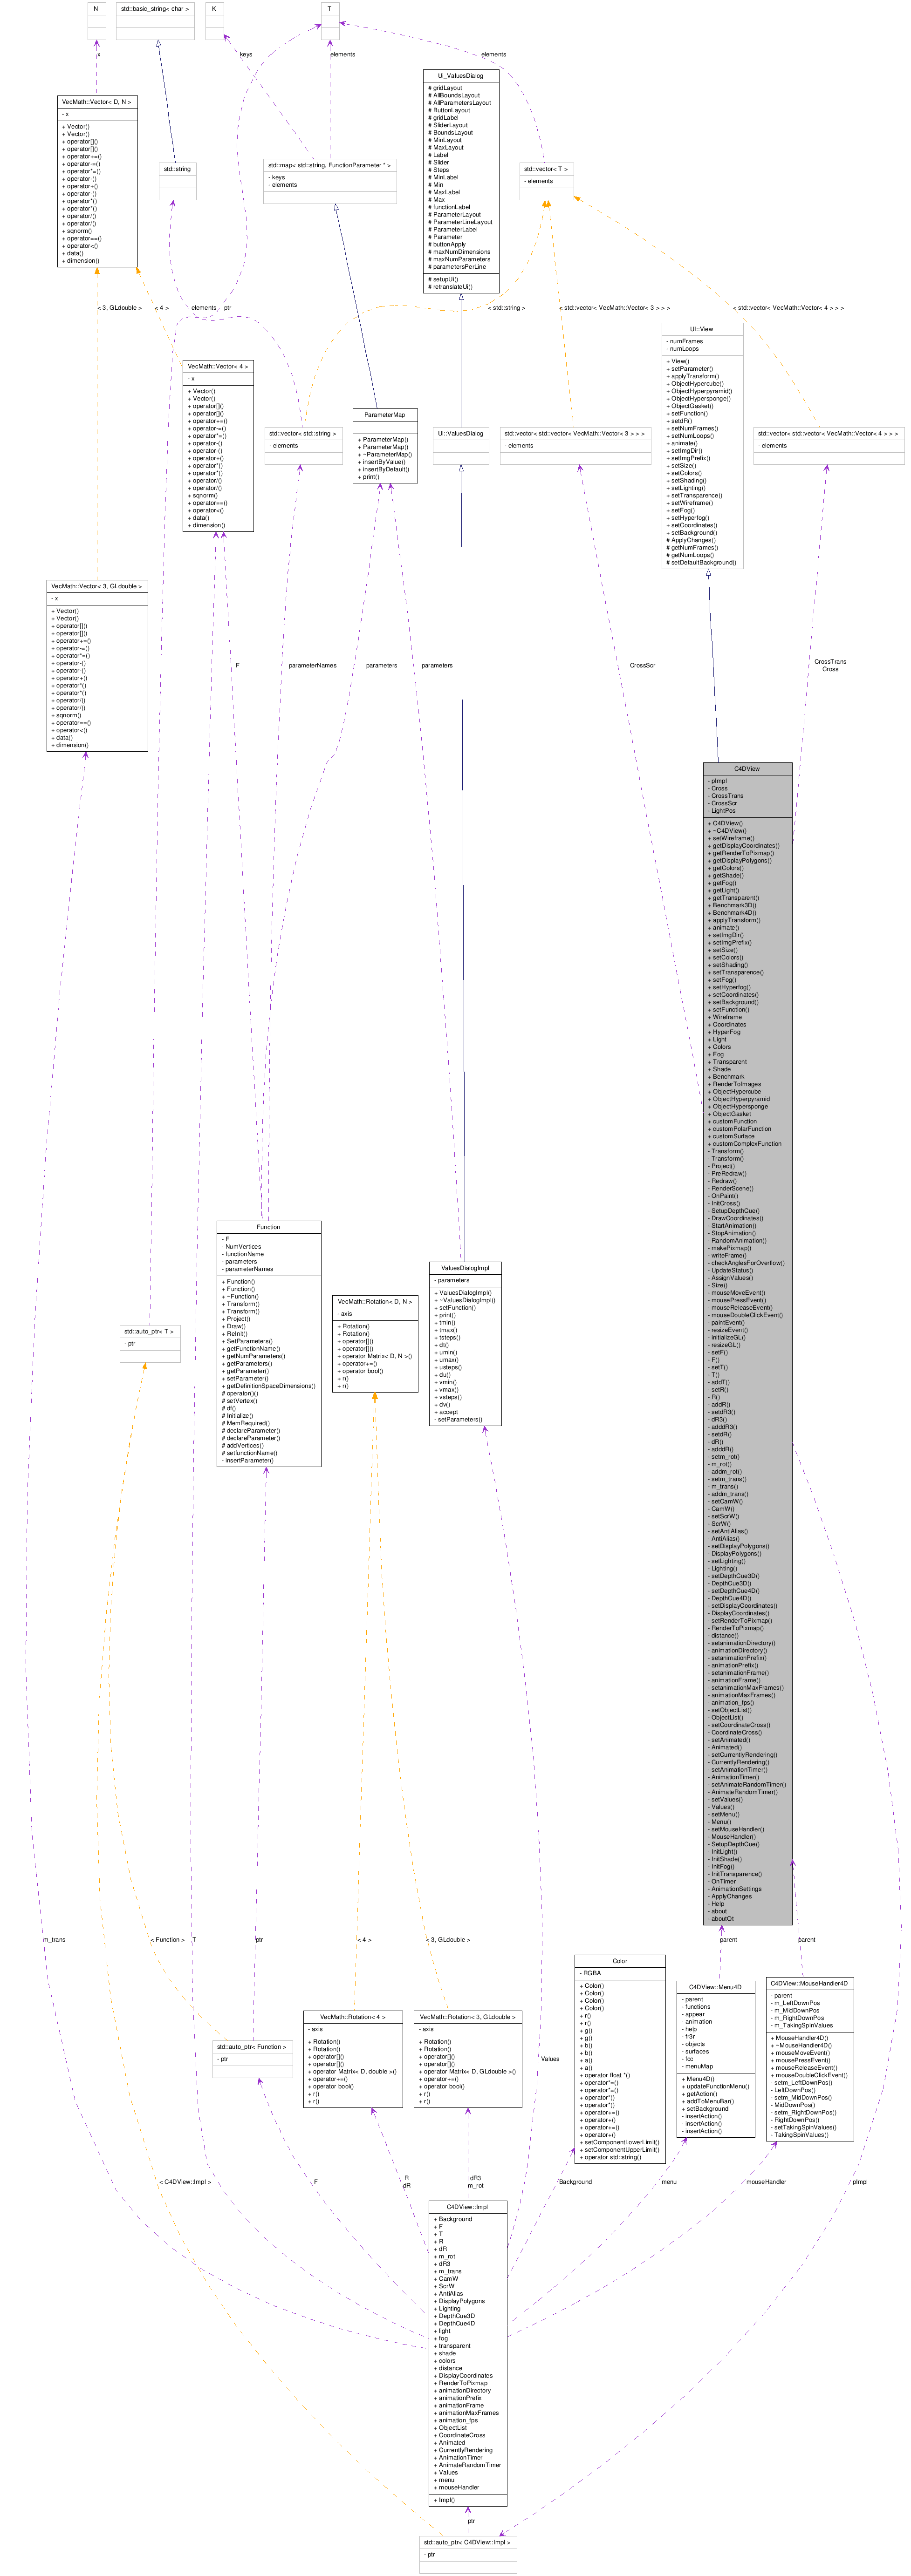 N
std::basic_string< char >
K
T
x
keys
elements
elements
Ui_ValuesDialog
# gridLayout
# AllBoundsLayout
# AllParametersLayout
# ButtonLayout
# gridLabel
# SliderLayout
# BoundsLayout
# MinLayout
# MaxLayout
# Label
# Slider
# Steps
# MinLabel
# Min
# MaxLabel
# Max
# functionLabel
# ParameterLayout
# ParameterLineLayout
# ParameterLabel
# Parameter
# buttonApply
# maxNumDimensions
# maxNumParameters
# parametersPerLine
# setupUi()
# retranslateUi()
VecMath::Vector< D, N >
- x
+ Vector()
+ Vector()
+ operator[]()
+ operator[]()
+ operator+=()
+ operator-=()
+ operator*=()
+ operator-()
+ operator+()
+ operator-()
+ operator*()
+ operator*()
+ operator/()
+ operator/()
+ sqnorm()
+ operator==()
+ operator<()
+ data()
+ dimension()
std::string
std::map< std::string, FunctionParameter * >
- keys
- elements
std::vector< T >
- elements
< 3, GLdouble >
< 4 >
elements
ptr
< std::string >
< std::vector< VecMath::Vector< 3 > > >
< std::vector< VecMath::Vector< 4 > > >
UI::View
- numFrames
- numLoops
+ View()
+ setParameter()
+ applyTransform()
+ ObjectHypercube()
+ ObjectHyperpyramid()
+ ObjectHypersponge()
+ ObjectGasket()
+ setFunction()
+ setdR()
+ setNumFrames()
+ setNumLoops()
+ animate()
+ setImgDir()
+ setImgPrefix()
+ setSize()
+ setColors()
+ setShading()
+ setLighting()
+ setTransparence()
+ setWireframe()
+ setFog()
+ setHyperfog()
+ setCoordinates()
+ setBackground()
# ApplyChanges()
# getNumFrames()
# getNumLoops()
# setDefaultBackground()
VecMath::Vector< 4 >
- x
+ Vector()
+ Vector()
+ operator[]()
+ operator[]()
+ operator+=()
+ operator-=()
+ operator*=()
+ operator-()
+ operator-()
+ operator+()
+ operator*()
+ operator*()
+ operator/()
+ operator/()
+ sqnorm()
+ operator==()
+ operator<()
+ data()
+ dimension()
std::vector< std::string >
- elements
ParameterMap
+ ParameterMap()
+ ParameterMap()
+ ~ParameterMap()
+ insertByValue()
+ insertByDefault()
+ print()
Ui::ValuesDialog
std::vector< std::vector< VecMath::Vector< 3 > > >
- elements
std::vector< std::vector< VecMath::Vector< 4 > > >
- elements
VecMath::Vector< 3, GLdouble >
- x
+ Vector()
+ Vector()
+ operator[]()
+ operator[]()
+ operator+=()
+ operator-=()
+ operator*=()
+ operator-()
+ operator-()
+ operator+()
+ operator*()
+ operator*()
+ operator/()
+ operator/()
+ sqnorm()
+ operator==()
+ operator<()
+ data()
+ dimension()
F
parameterNames
parameters
parameters
CrossScr
CrossTrans
Cross
C4DView
- pImpl
- Cross
- CrossTrans
- CrossScr
- LightPos
+ C4DView()
+ ~C4DView()
+ setWireframe()
+ getDisplayCoordinates()
+ getRenderToPixmap()
+ getDisplayPolygons()
+ getColors()
+ getShade()
+ getFog()
+ getLight()
+ getTransparent()
+ Benchmark3D()
+ Benchmark4D()
+ applyTransform()
+ animate()
+ setImgDir()
+ setImgPrefix()
+ setSize()
+ setColors()
+ setShading()
+ setTransparence()
+ setFog()
+ setHyperfog()
+ setCoordinates()
+ setBackground()
+ setFunction()
+ Wireframe
+ Coordinates
+ HyperFog
+ Light
+ Colors
+ Fog
+ Transparent
+ Shade
+ Benchmark
+ RenderToImages
+ ObjectHypercube
+ ObjectHyperpyramid
+ ObjectHypersponge
+ ObjectGasket
+ customFunction
+ customPolarFunction
+ customSurface
+ customComplexFunction
- Transform()
- Transform()
- Project()
- PreRedraw()
- Redraw()
- RenderScene()
- OnPaint()
- InitCross()
- SetupDepthCue()
- DrawCoordinates()
- StartAnimation()
- StopAnimation()
- RandomAnimation()
- makePixmap()
- writeFrame()
- checkAnglesForOverflow()
- UpdateStatus()
- AssignValues()
- Size()
- mouseMoveEvent()
- mousePressEvent()
- mouseReleaseEvent()
- mouseDoubleClickEvent()
- paintEvent()
- resizeEvent()
- initializeGL()
- resizeGL()
- setF()
- F()
- setT()
- T()
- addT()
- setR()
- R()
- addR()
- setdR3()
- dR3()
- adddR3()
- setdR()
- dR()
- adddR()
- setm_rot()
- m_rot()
- addm_rot()
- setm_trans()
- m_trans()
- addm_trans()
- setCamW()
- CamW()
- setScrW()
- ScrW()
- setAntiAlias()
- AntiAlias()
- setDisplayPolygons()
- DisplayPolygons()
- setLighting()
- Lighting()
- setDepthCue3D()
- DepthCue3D()
- setDepthCue4D()
- DepthCue4D()
- setDisplayCoordinates()
- DisplayCoordinates()
- setRenderToPixmap()
- RenderToPixmap()
- distance()
- setanimationDirectory()
- animationDirectory()
- setanimationPrefix()
- animationPrefix()
- setanimationFrame()
- animationFrame()
- setanimationMaxFrames()
- animationMaxFrames()
- animation_fps()
- setObjectList()
- ObjectList()
- setCoordinateCross()
- CoordinateCross()
- setAnimated()
- Animated()
- setCurrentlyRendering()
- CurrentlyRendering()
- setAnimationTimer()
- AnimationTimer()
- setAnimateRandomTimer()
- AnimateRandomTimer()
- setValues()
- Values()
- setMenu()
- Menu()
- setMouseHandler()
- MouseHandler()
- SetupDepthCue()
- InitLight()
- InitShade()
- InitFog()
- InitTransparence()
- OnTimer
- AnimationSettings
- ApplyChanges
- Help
- about
- aboutQt
Function
- F
- NumVertices
- functionName
- parameters
- parameterNames
+ Function()
+ Function()
+ ~Function()
+ Transform()
+ Transform()
+ Project()
+ Draw()
+ ReInit()
+ SetParameters()
+ getFunctionName()
+ getNumParameters()
+ getParameters()
+ getParameter()
+ setParameter()
+ getDefinitionSpaceDimensions()
# operator()()
# setVertex()
# df()
# Initialize()
# MemRequired()
# declareParameter()
# declareParameter()
# addVertices()
# setfunctionName()
- insertParameter()
ValuesDialogImpl
- parameters
+ ValuesDialogImpl()
+ ~ValuesDialogImpl()
+ setFunction()
+ print()
+ tmin()
+ tmax()
+ tsteps()
+ dt()
+ umin()
+ umax()
+ usteps()
+ du()
+ vmin()
+ vmax()
+ vsteps()
+ dv()
+ accept
- setParameters()
VecMath::Rotation< D, N >
- axis
+ Rotation()
+ Rotation()
+ operator[]()
+ operator[]()
+ operator Matrix< D, N >()
+ operator+=()
+ operator bool()
+ r()
+ r()
std::auto_ptr< T >
- ptr
m_trans
< Function >
T
ptr
< 4 >
< 3, GLdouble >
parent
parent
Color
- RGBA
+ Color()
+ Color()
+ Color()
+ Color()
+ r()
+ r()
+ g()
+ g()
+ b()
+ b()
+ a()
+ a()
+ operator float *()
+ operator*=()
+ operator*=()
+ operator*()
+ operator*()
+ operator+=()
+ operator+()
+ operator==()
+ operator+()
+ setComponentLowerLimit()
+ setComponentUpperLimit()
+ operator std::string()
C4DView::Menu4D
- parent
- functions
- appear
- animation
- help
- fr3r
- objects
- surfaces
- fcc
- menuMap
+ Menu4D()
+ updateFunctionMenu()
+ getAction()
+ addToMenuBar()
+ setBackground
- insertAction()
- insertAction()
- insertAction()
C4DView::MouseHandler4D
- parent
- m_LeftDownPos
- m_MidDownPos
- m_RightDownPos
- m_TakingSpinValues
+ MouseHandler4D()
+ ~MouseHandler4D()
+ mouseMoveEvent()
+ mousePressEvent()
+ mouseReleaseEvent()
+ mouseDoubleClickEvent()
- setm_LeftDownPos()
- LeftDownPos()
- setm_MidDownPos()
- MidDownPos()
- setm_RightDownPos()
- RightDownPos()
- setTakingSpinValues()
- TakingSpinValues()
std::auto_ptr< Function >
- ptr
VecMath::Rotation< 4 >
- axis
+ Rotation()
+ Rotation()
+ operator[]()
+ operator[]()
+ operator Matrix< D, double >()
+ operator+=()
+ operator bool()
+ r()
+ r()
VecMath::Rotation< 3, GLdouble >
- axis
+ Rotation()
+ Rotation()
+ operator[]()
+ operator[]()
+ operator Matrix< D, GLdouble >()
+ operator+=()
+ operator bool()
+ r()
+ r()
Values
< C4DView::Impl >
F
R
dR
dR3
m_rot
Background
menu
mouseHandler
pImpl
C4DView::Impl
+ Background
+ F
+ T
+ R
+ dR
+ m_rot
+ dR3
+ m_trans
+ CamW
+ ScrW
+ AntiAlias
+ DisplayPolygons
+ Lighting
+ DepthCue3D
+ DepthCue4D
+ light
+ fog
+ transparent
+ shade
+ colors
+ distance
+ DisplayCoordinates
+ RenderToPixmap
+ animationDirectory
+ animationPrefix
+ animationFrame
+ animationMaxFrames
+ animation_fps
+ ObjectList
+ CoordinateCross
+ Animated
+ CurrentlyRendering
+ AnimationTimer
+ AnimateRandomTimer
+ Values
+ menu
+ mouseHandler
+ Impl()
ptr
std::auto_ptr< C4DView::Impl >
- ptr